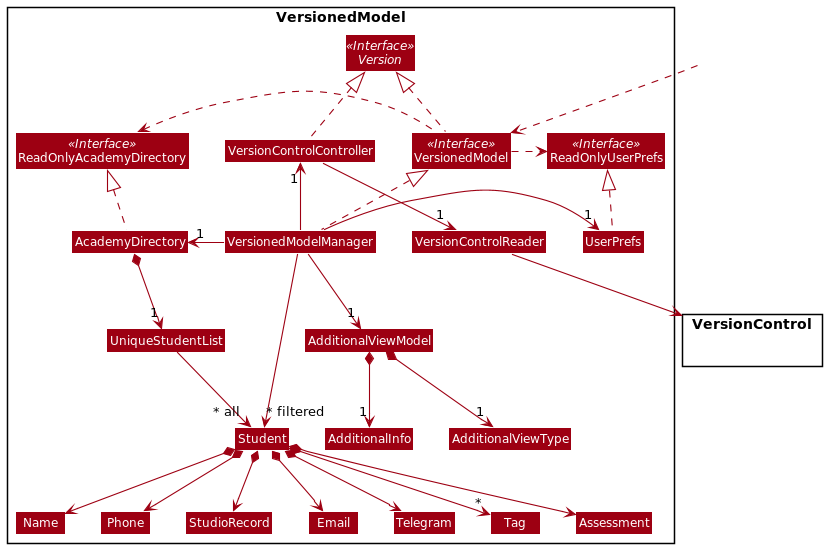 VersionedModel
«Interface»
Version
«Interface»
ReadOnlyAcademyDirectory
VersionControlController
«Interface»
VersionedModel
«Interface»
ReadOnlyUserPrefs
1
1
1
1
AcademyDirectory
VersionedModelManager
VersionControlReader
UserPrefs
1
1
VersionControl
UniqueStudentList
AdditionalViewModel
* all
* filtered
1
1
Student
AdditionalInfo
AdditionalViewType
*
Name
Phone
StudioRecord
Email
Telegram
Tag
Assessment